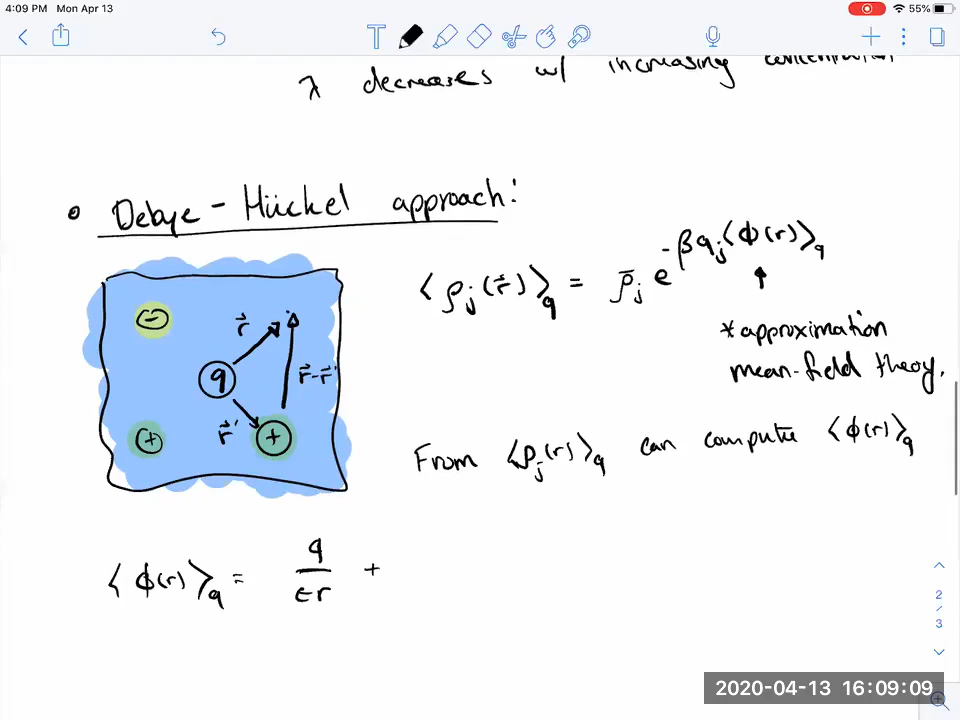 4:09 PM Mon Apr 13
55%
T
λ decreases w/ increasing concentration
• Debye-Hückel approach:
⟨ρ_j(r⃗)⟩_q = ρ̄_j e^{-βq_j⟨ϕ(r)⟩_q}
*approximation
mean-field theory.
−
r⃗
q
r⃗-r⃗'
r⃗'
+
+
From ⟨ρ_j(r)⟩_q can compute ⟨ϕ(r)⟩_q
⟨ϕ(r)⟩_q = q/(ϵr) +
2
/
3
2020-04-13 16:09:09